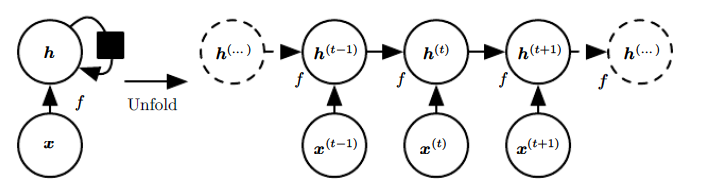 h h^(...) h^(t−1) h^(t) h^(t+1) h^(...)
f f f f f
Unfold
x x^(t−1) x^(t) x^(t+1)